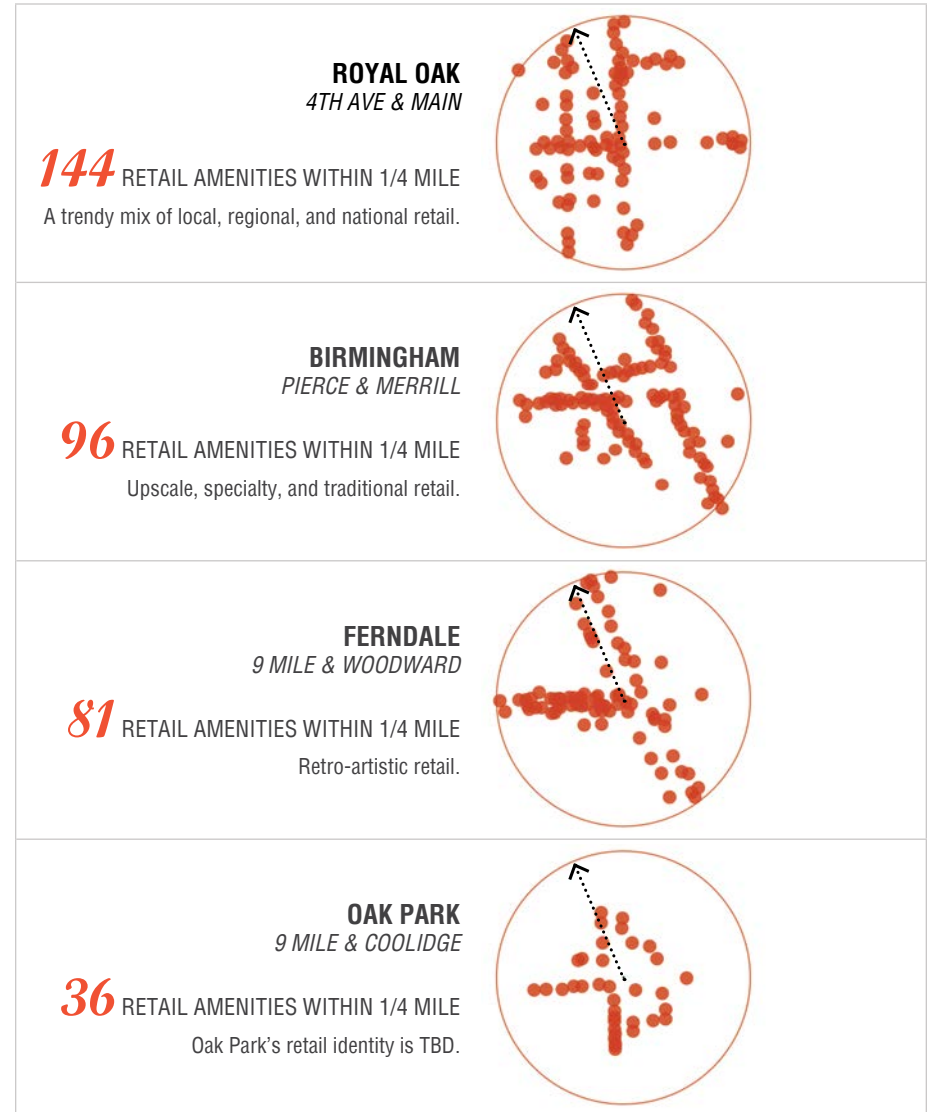 ROYAL OAK
4TH AVE & MAIN
144 RETAIL AMENITIES WITHIN 1/4 MILE
A trendy mix of local, regional, and national retail.
BIRMINGHAM
PIERCE & MERRILL
96 RETAIL AMENITIES WITHIN 1/4 MILE
Upscale, specialty, and traditional retail.
FERNDALE
9 MILE & WOODWARD
81 RETAIL AMENITIES WITHIN 1/4 MILE
Retro-artistic retail.
OAK PARK
9 MILE & COOLIDGE
36 RETAIL AMENITIES WITHIN 1/4 MILE
Oak Park’s retail identity is TBD.